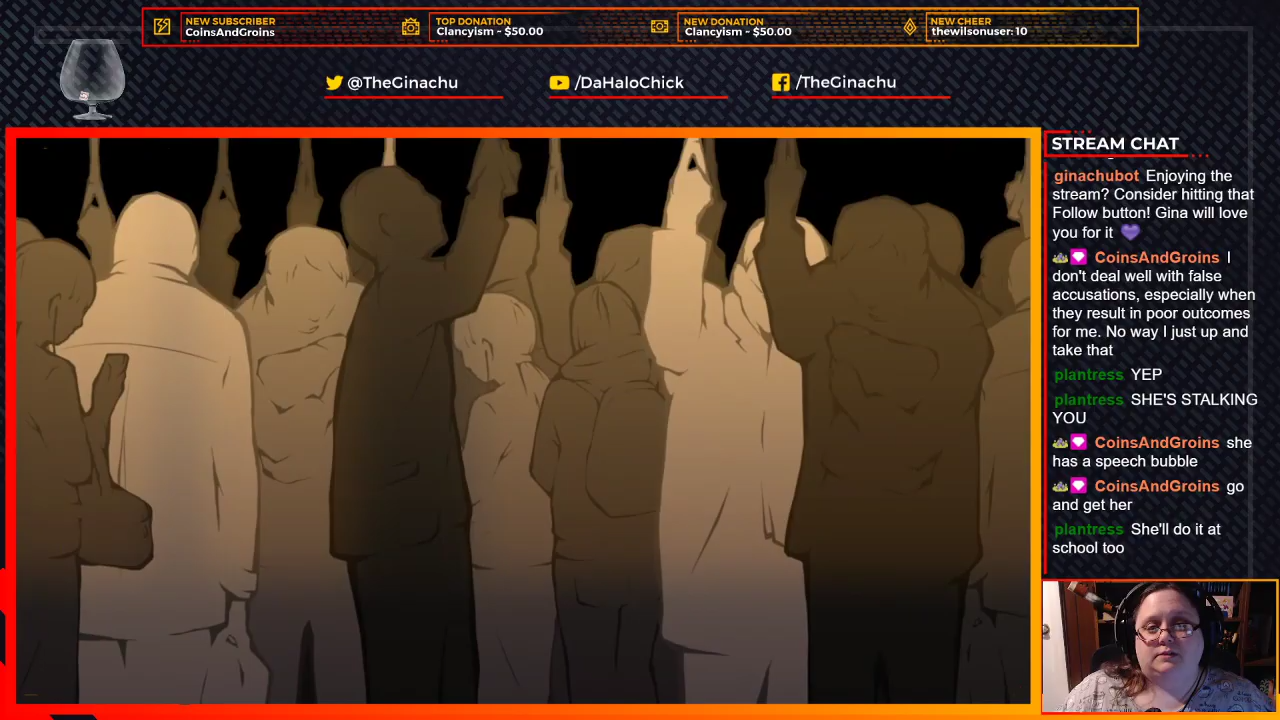 NEW SUBSCRIBER
CoinsAndGroins
TOP DONATION
Clancyism ~ $50.00
NEW DONATION
Clancyism ~ $50.00
NEW CHEER
thewilsonuser: 10
@TheGinachu
/DaHaloChick
/TheGinachu
STREAM CHAT
ginachubot Enjoying the
stream? Consider hitting that
Follow button! Gina will love
you for it 💜
CoinsAndGroins I
don't deal well with false
accusations, especially when
they result in poor outcomes
for me. No way I just up and
take that
plantress YEP
plantress SHE'S STALKING
YOU
CoinsAndGroins she
has a speech bubble
CoinsAndGroins go
and get her
plantress She'll do it at
school too